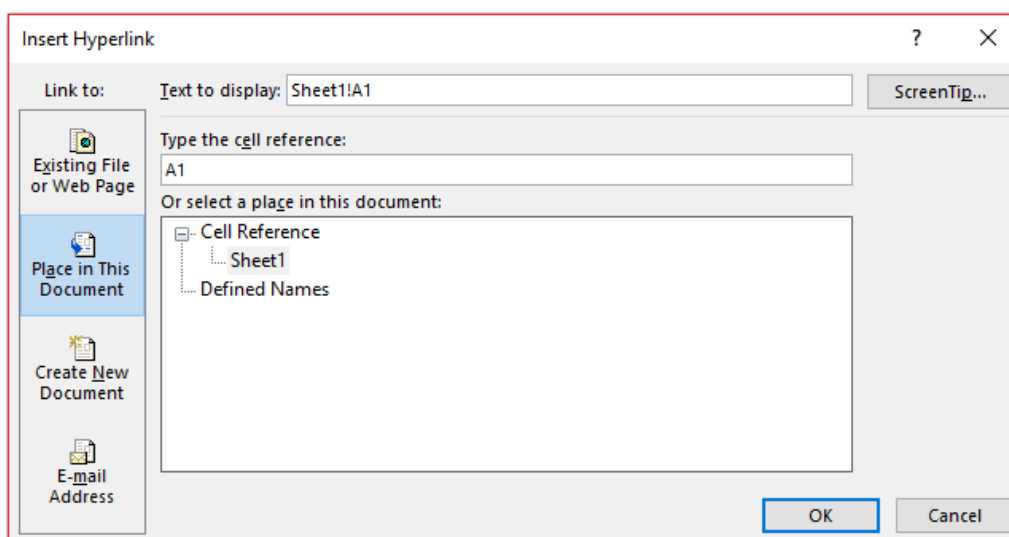 Insert Hyperlink
?
Link to:
Text to display:
Sheet1!A1
ScreenTip...
Existing File
or Web Page
Place in This
Document
Create New
Document
E-mail
Address
Type the cell reference:
A1
Or select a place in this document:
Cell Reference
Sheet1
Defined Names
OK
Cancel